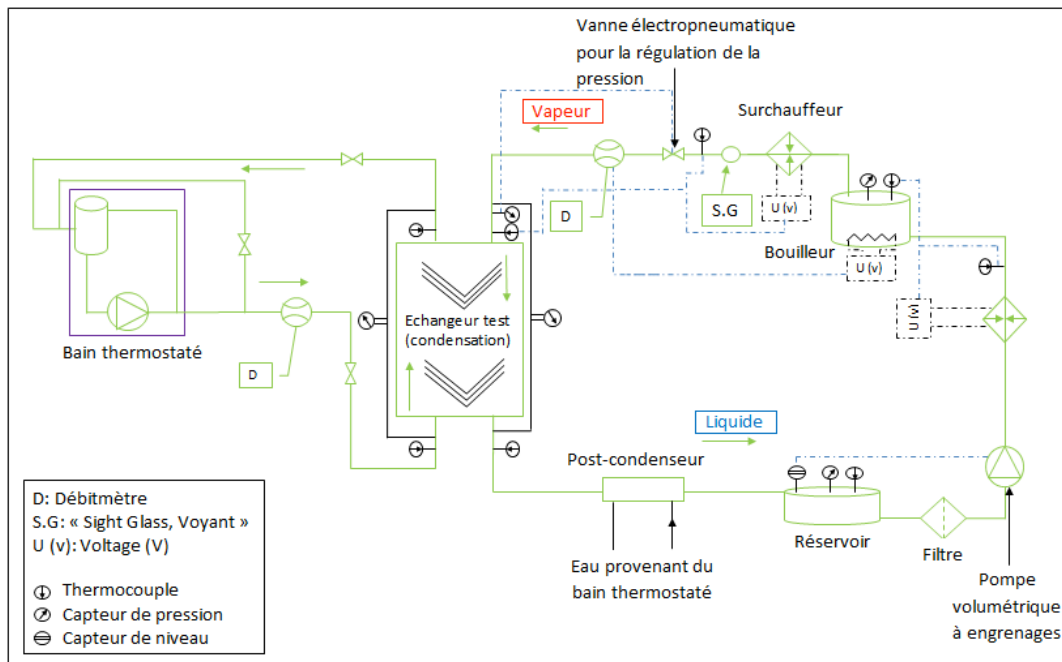 Vanne électropneumatique
pour la régulation de la
pression
Vapeur
Surchauffeur
D
S.G
U (v)
Bouilleur
U (v)
U (v)
Echangeur test
(condensation)
Bain thermostaté
D
Liquide
Post-condenseur
Réservoir
Filtre
Eau provenant du
bain thermostaté
Pompe
volumétrique
à engrenages
D: Débitmètre
S.G: « Sight Glass, Voyant »
U (v): Voltage (V)
Thermocouple
Capteur de pression
Capteur de niveau